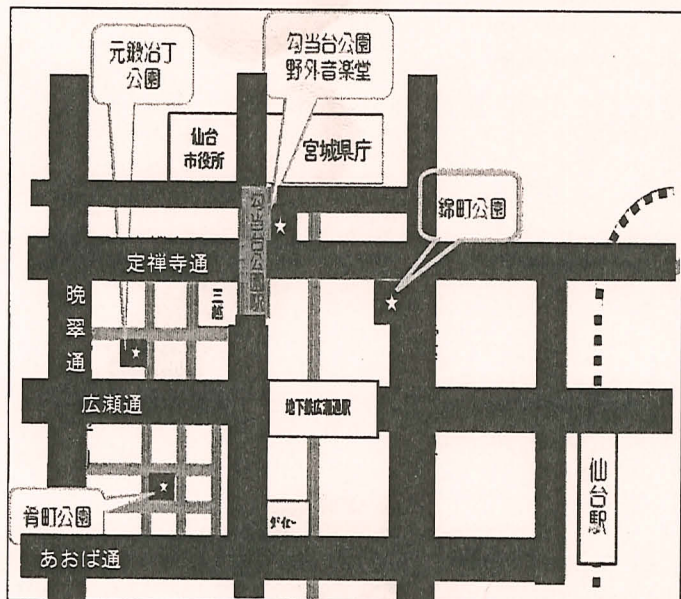 元鍛冶丁
公園
勾当台公園
野外音楽堂
仙台
市役所
宮城県庁
錦町公園
勾当台公園駅
定禅寺通
晩翠通
三越
広瀬通
地下鉄広瀬通駅
仙台駅
肴町公園
ダイエー
あおば通